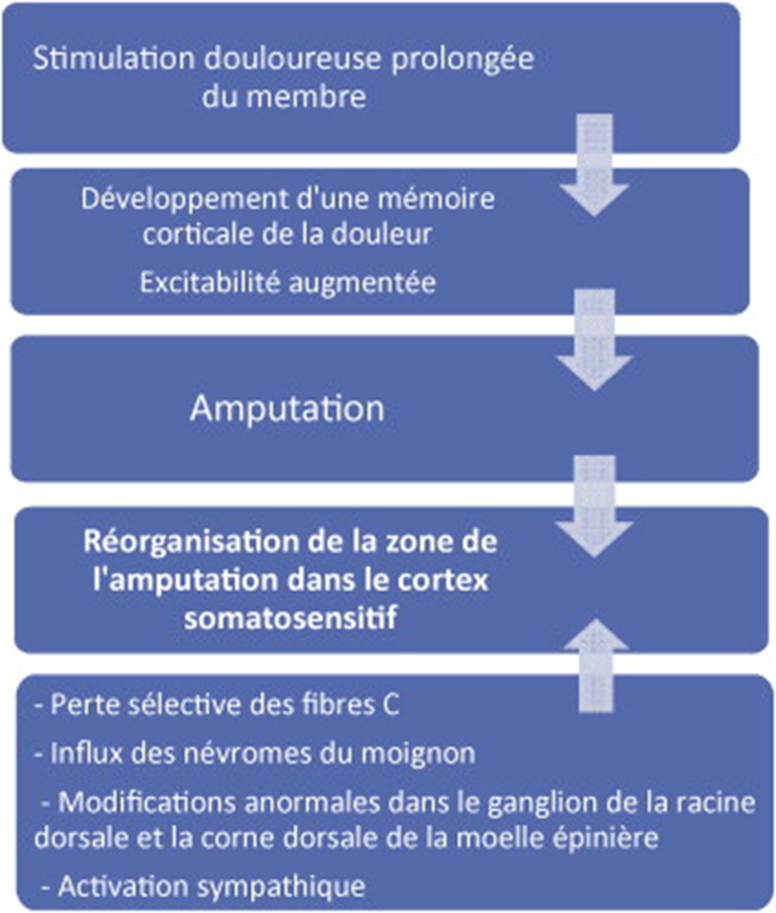 Stimulation douloureuse prolongée
du membre
Développement d'une mémoire
corticale de la douleur
Excitabilité augmentée
Amputation
Réorganisation de la zone de
l'amputation dans le cortex
somatosensitif
- Perte sélective des fibres C
- Influx des névromes du moignon
- Modifications anormales dans le ganglion de la racine
dorsale et la corne dorsale de la moelle épinière
- Activation sympathique